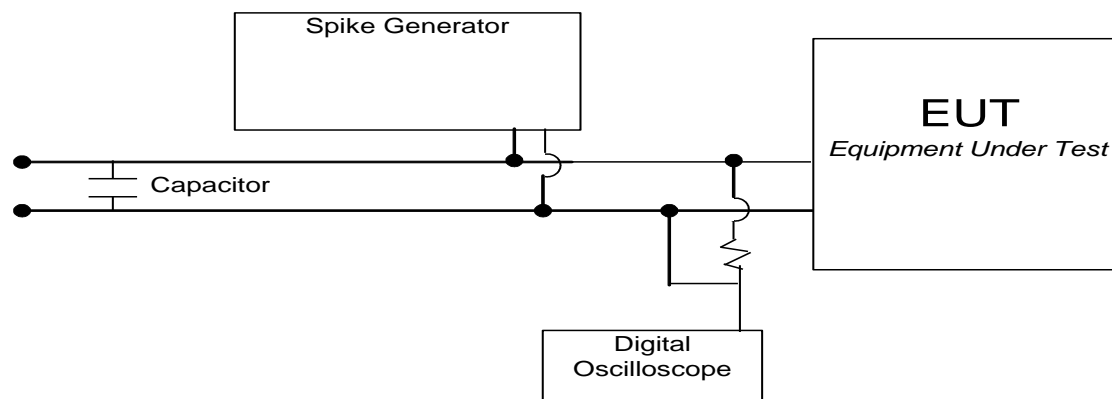 Spike Generator
EUT
Equipment Under Test
Capacitor
Digital
Oscilloscope